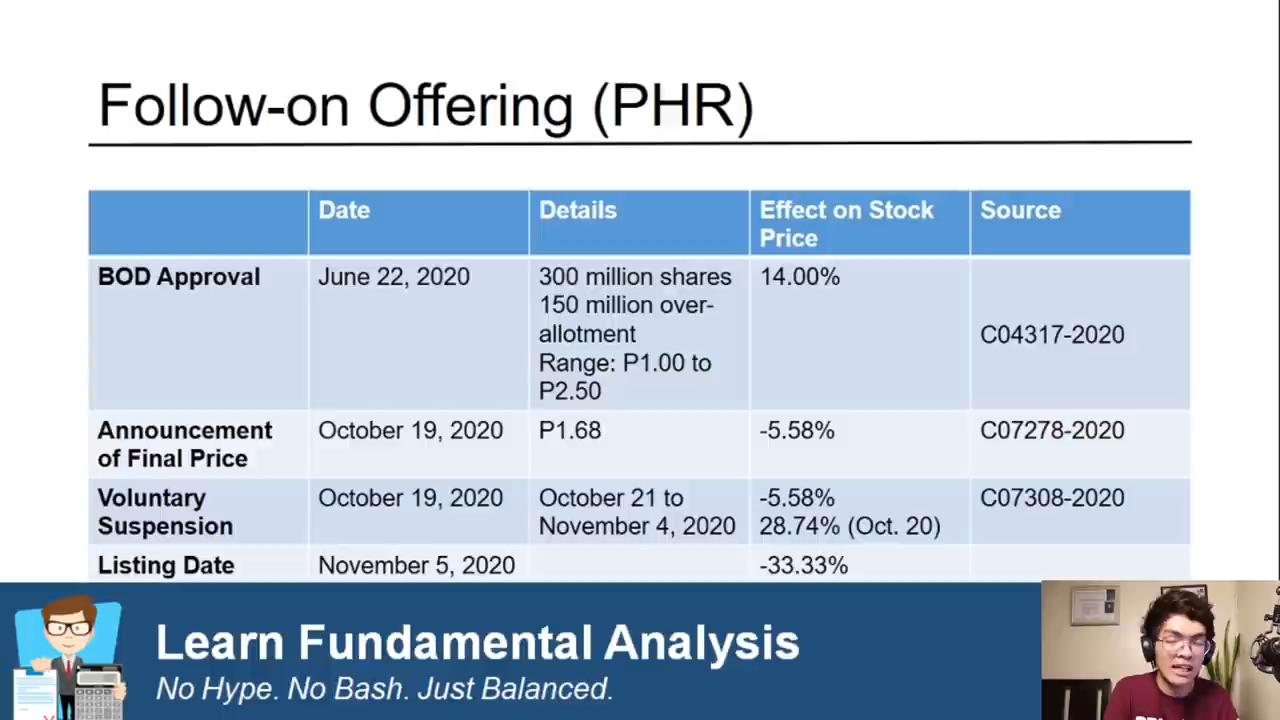 Follow-on Offering (PHR)
Date
Details
Effect on Stock
Price
Source
BOD Approval
June 22, 2020
300 million shares
150 million over-
allotment
Range: P1.00 to
P2.50
14.00%
C04317-2020
Announcement
of Final Price
October 19, 2020
P1.68
-5.58%
C07278-2020
Voluntary
Suspension
October 19, 2020
October 21 to
November 4, 2020
-5.58%
28.74% (Oct. 20)
C07308-2020
Listing Date
November 5, 2020
-33.33%
Learn Fundamental Analysis
No Hype. No Bash. Just Balanced.